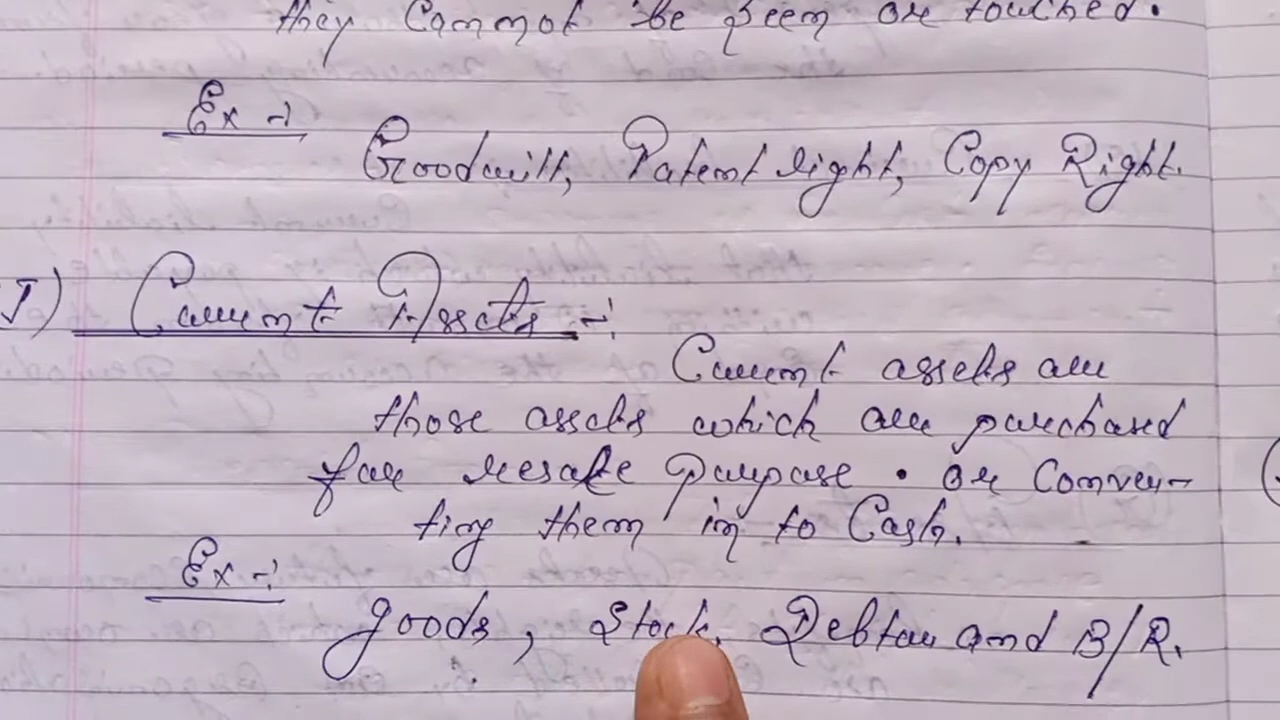 they Cannot be seen or touched.
Ex :-
Goodwill, Patent right, Copy Right.
J) Current Assets :-
Current assets are
those assets which are purchased
for resale purpose. or Conver-
ting them in to Cash.
Ex :-
goods, Stock, Debtor and B/R.